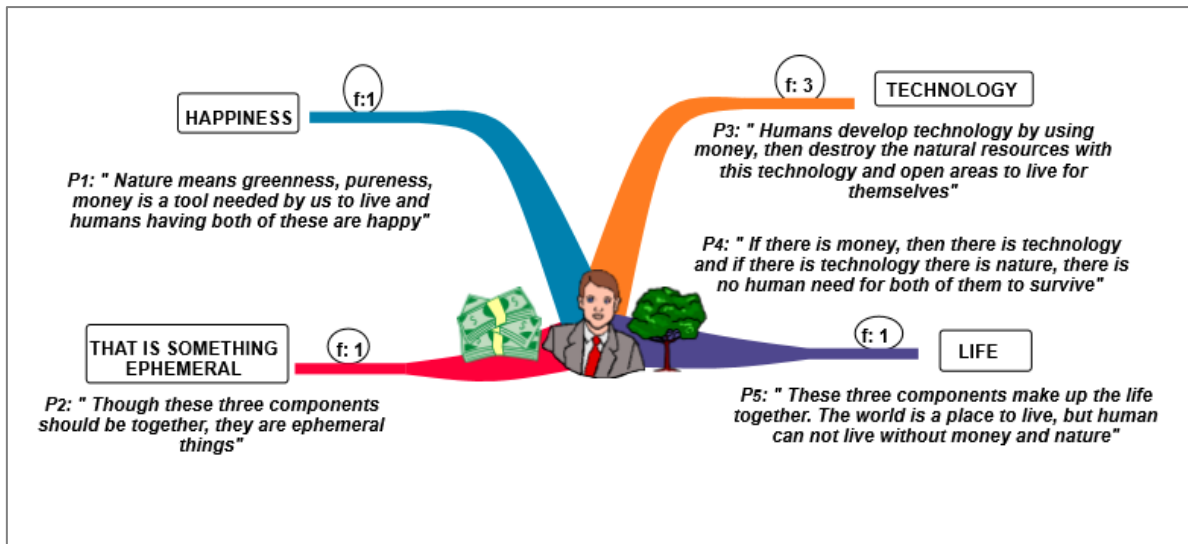 f:1
HAPPINESS
P1: " Nature means greenness, pureness,
money is a tool needed by us to live and
humans having both of these are happy"
f: 3
TECHNOLOGY
P3: " Humans develop technology by using
money, then destroy the natural resources with
this technology and open areas to live for
themselves"
P4: " If there is money, then there is technology
and if there is technology there is nature, there is
no human need for both of them to survive"
f: 1
THAT IS SOMETHING
EPHEMERAL
P2: " Though these three components
should be together, they are ephemeral
things"
f: 1
LIFE
P5: " These three components make up the life
together. The world is a place to live, but human
can not live without money and nature"